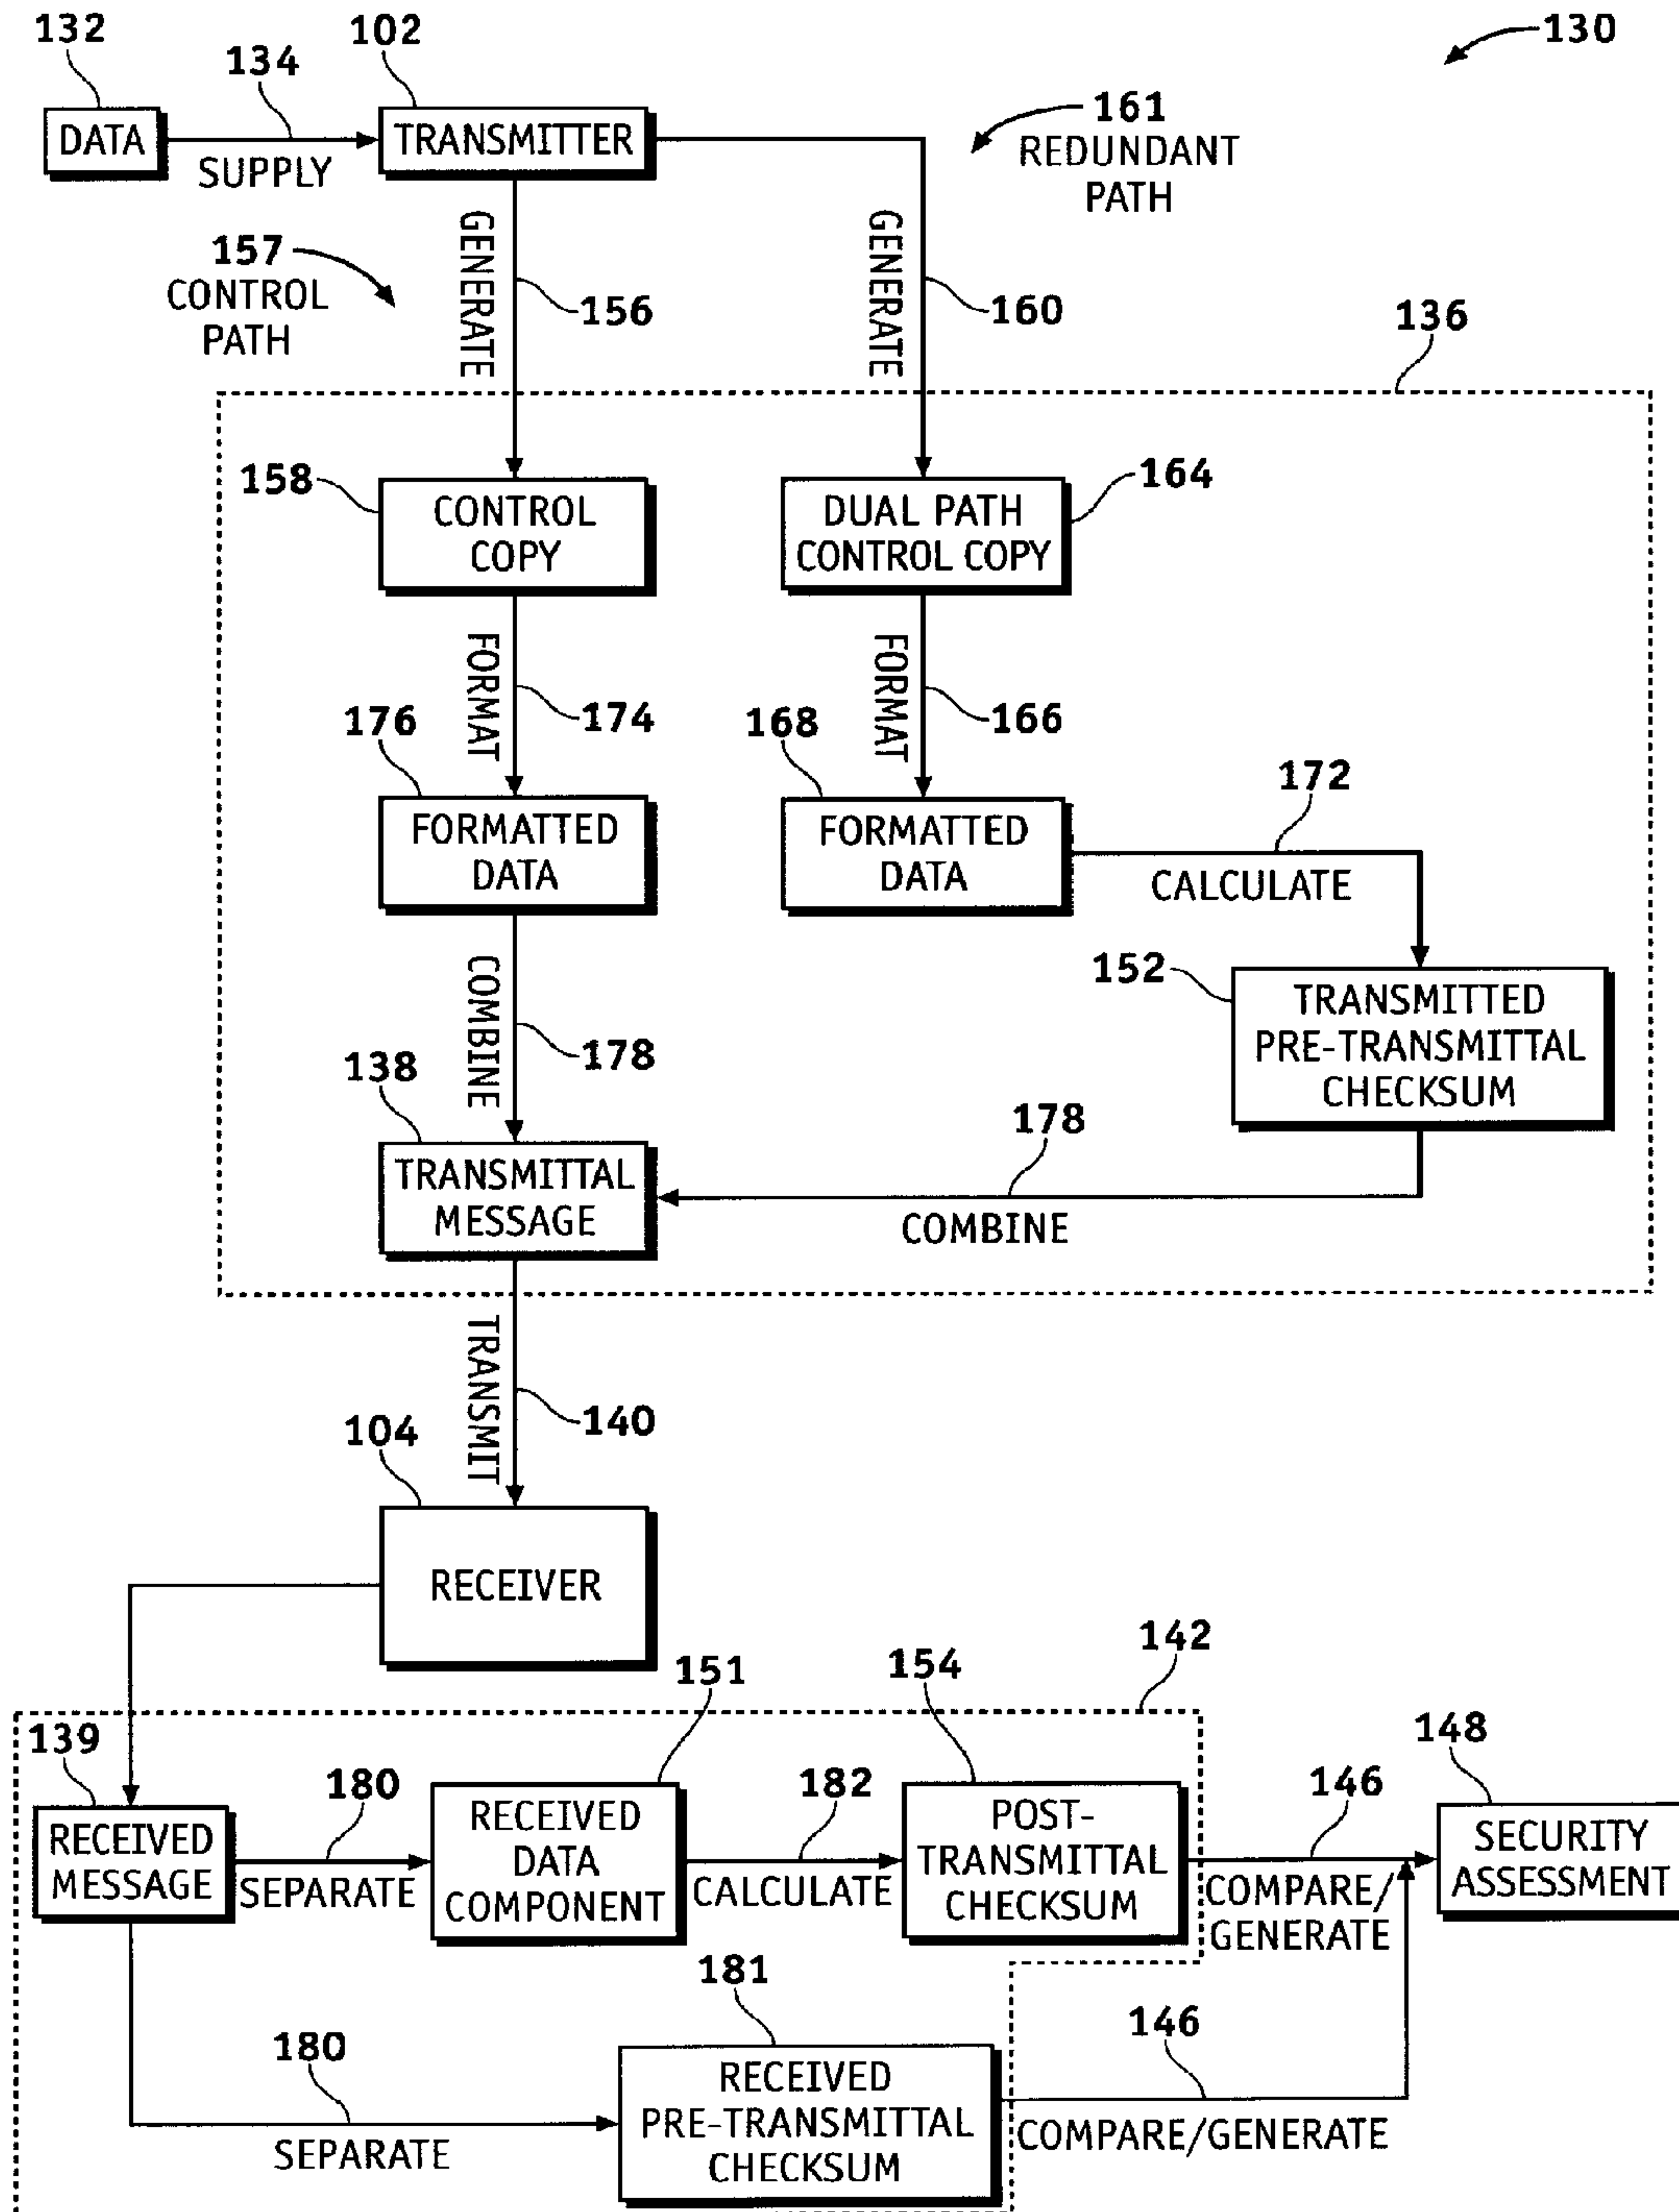 132
134
102
130
DATA
SUPPLY
TRANSMITTER
161
REDUNDANT
PATH
157
CONTROL
PATH
GENERATE
156
GENERATE
160
136
158
CONTROL
COPY
DUAL PATH
CONTROL COPY
164
FORMAT
174
FORMAT
166
176
FORMATTED
DATA
168
FORMATTED
DATA
172
CALCULATE
152
TRANSMITTED
PRE-TRANSMITTAL
CHECKSUM
COMBINE
178
138
TRANSMITTAL
MESSAGE
178
COMBINE
TRANSMIT
140
104
RECEIVER
142
151
154
139
RECEIVED
MESSAGE
180
SEPARATE
RECEIVED
DATA
COMPONENT
182
CALCULATE
POST-
TRANSMITTAL
CHECKSUM
146
COMPARE/
GENERATE
148
SECURITY
ASSESSMENT
180
SEPARATE
181
RECEIVED
PRE-TRANSMITTAL
CHECKSUM
146
COMPARE/GENERATE